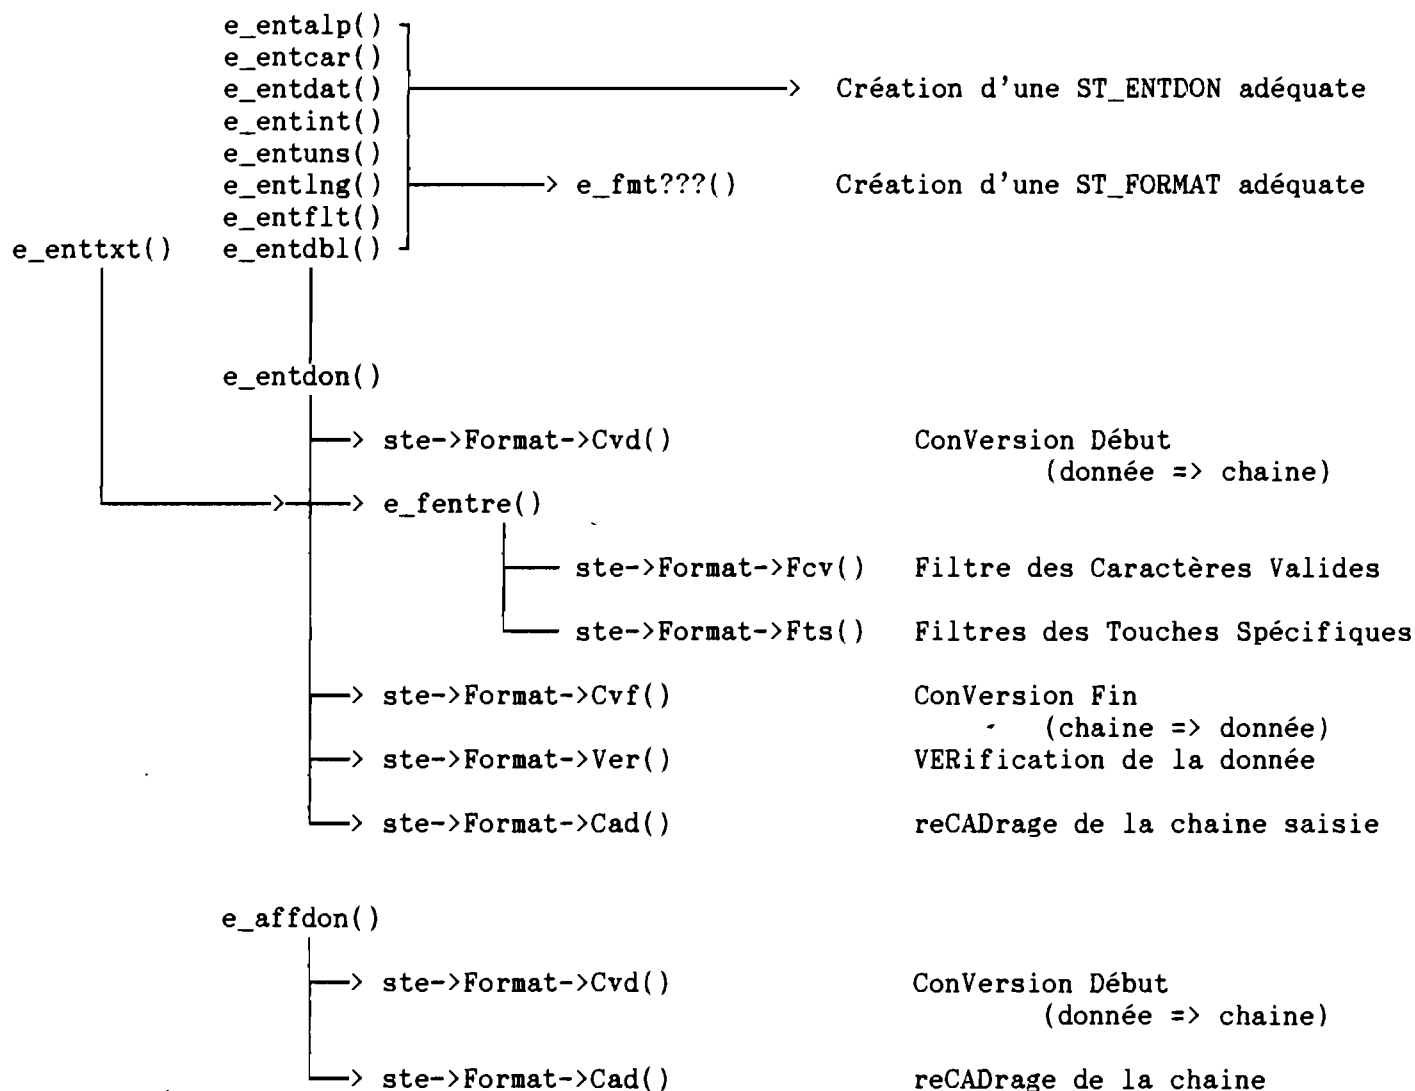 e_entalp()
e_entcar()
e_entdat() > Création d'une ST_ENTDON adéquate
e_entint()
e_entuns()
e_entlng() > e_fmt???() Création d'une ST_FORMAT adéquate
e_entflt()
e_enttxt() e_entdbl()
e_entdon()
> ste->Format->Cvd() ConVersion Début
(donnée => chaine)
> > e_fentre()
ste->Format->Fcv() Filtre des Caractères Valides
ste->Format->Fts() Filtres des Touches Spécifiques
> ste->Format->Cvf() ConVersion Fin
(chaine => donnée)
> ste->Format->Ver() VERification de la donnée
> ste->Format->Cad() reCADrage de la chaine saisie
e_affdon()
> ste->Format->Cvd() ConVersion Début
(donnée => chaine)
> ste->Format->Cad() reCADrage de la chaine